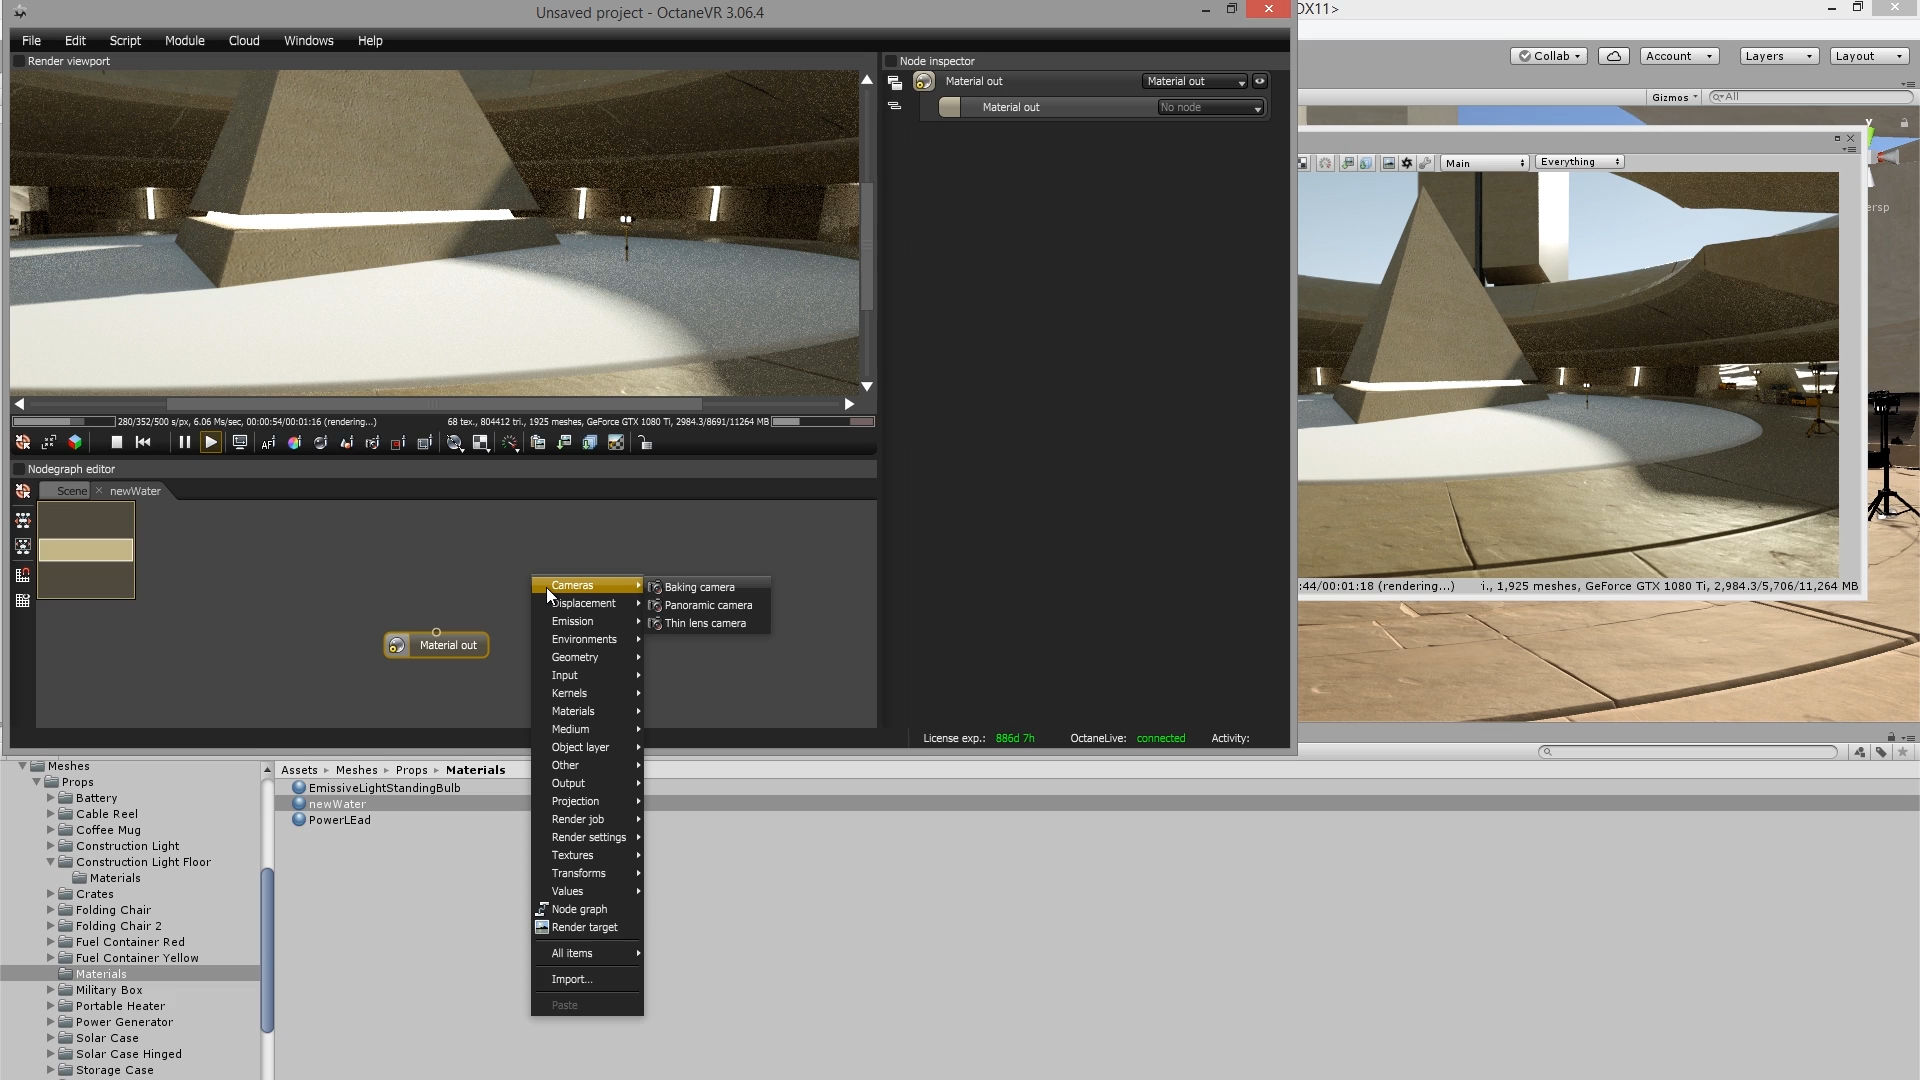 Unsaved project - OctaneVR 3.06.4
DX11>
File Edit Script Module Cloud Windows Help
Collab Account Layers Layout
Render viewport
Node inspector
Material out Material out
Material out No node
Gizmos All
Main Everything
280/352/500 s/px, 6.06 Ms/sec, 00:00:54/00:01:16 (rendering...) 68 tex., 804412 tri., 1925 meshes, GeForce GTX 1080 Ti, 2984.3/8691/11264 MB
AF
Nodegraph editor
Scene newWater
Material out
Cameras
Displacement
Emission
Environments
Geometry
Input
Kernels
Materials
Medium
Object layer
Other
Output
Projection
Render job
Render settings
Textures
Transforms
Values
Node graph
Render target
All items
Import...
Paste
Baking camera
Panoramic camera
Thin lens camera
:44/00:01:18 (rendering...) i., 1,925 meshes, GeForce GTX 1080 Ti, 2,984.3/5,706/11,264 MB
y
ersp
License exp.: 886d 7h OctaneLive: connected Activity:
Meshes
Props
Battery
Cable Reel
Coffee Mug
Construction Light
Construction Light Floor
Materials
Crates
Folding Chair
Folding Chair 2
Fuel Container Red
Fuel Container Yellow
Materials
Military Box
Portable Heater
Power Generator
Solar Case
Solar Case Hinged
Storage Case
Assets Meshes Props Materials
EmissiveLightStandingBulb
newWater
PowerLEad